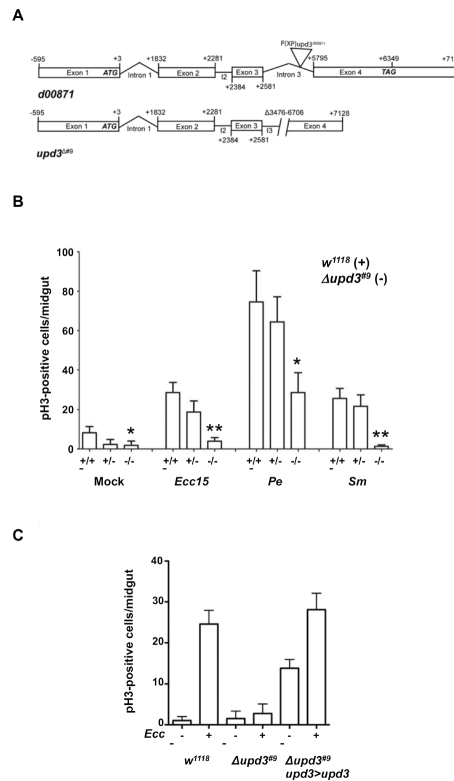 A
P(XP)upd3d00871
-595 +3 +1832 2281 +5795 +6349 +71
Exon 1 ATG Intron 1 Exon 2 I2 Exon 3 Intron 3 Exon 4 TAG
+2384 +2581
d00871
-595 +3 +1832 +2281 Δ3476-6706 +7128
Exon 1 ATG Intron 1 Exon 2 I2 Exon 3 I3 Exon 4
+2384 +2581
upd3Δ#9
B
pH3-positive cells/midgut
w1118 (+)
Δupd3#9 (-)
100
80
60
40
20
0
* ** * **
+/+ +/- -/- +/+ +/- -/- +/+ +/- -/- +/+ +/- -/-
Mock Ecc15 Pe Sm
C
pH3-positive cells/midgut
40
30
20
10
0
Ecc - + - + - +
w1118 Δupd3#9 Δupd3#9
upd3>upd3